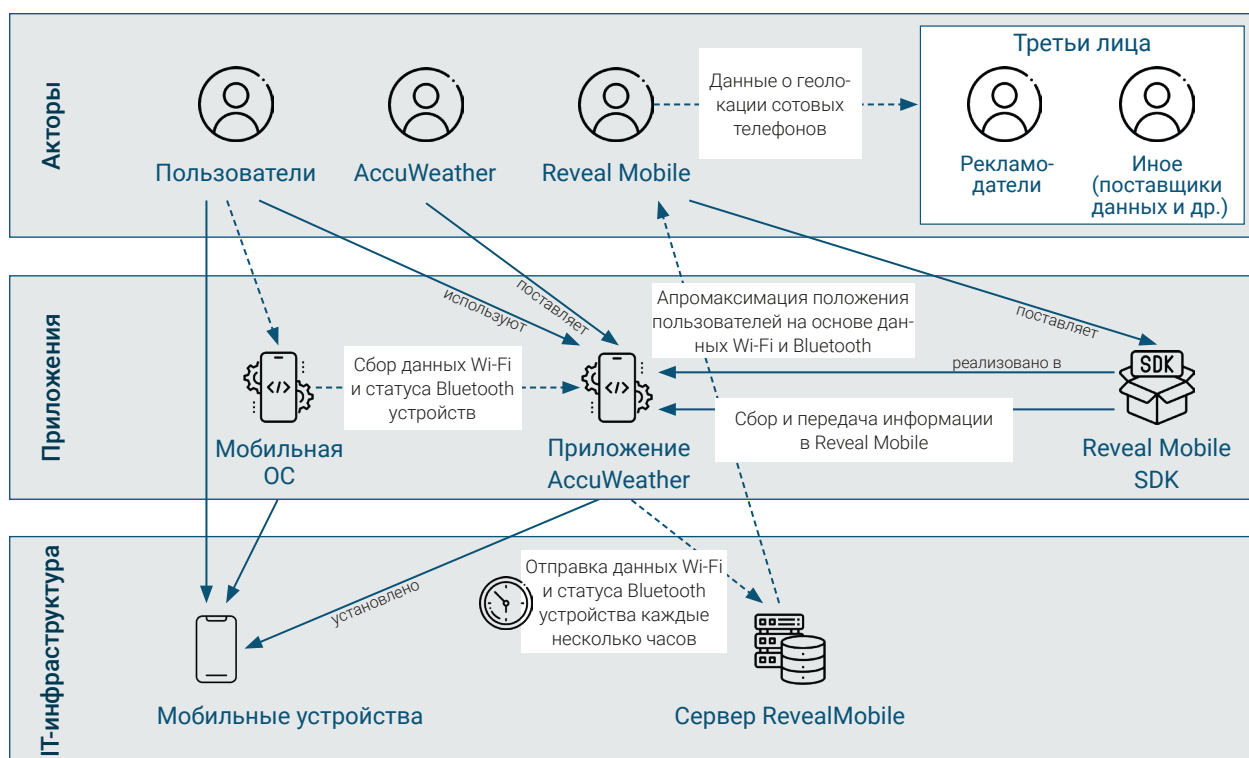 Акторы
Третьи лица
Данные о геоло-
кации сотовых
телефонов
Пользователи
AccuWeather
Reveal Mobile
Рекламо-
датели
Иное
(поставщики
данных и др.)
Приложения
используют
поставляет
Апромаксимация положения
пользователей на основе дан-
ных Wi-Fi и Bluetooth
поставляет
Сбор данных Wi-Fi
и статуса Bluetooth
устройств
</>
</>
реализовано в
SDK
Сбор и передача информации
в Reveal Mobile
Мобильная
ОС
Приложение
AccuWeather
Reveal Mobile
SDK
IT-инфраструктура
установлено
Отправка данных Wi-Fi
и статуса Bluetooth
устройства каждые
несколько часов
Мобильные устройства
Сервер RevealMobile